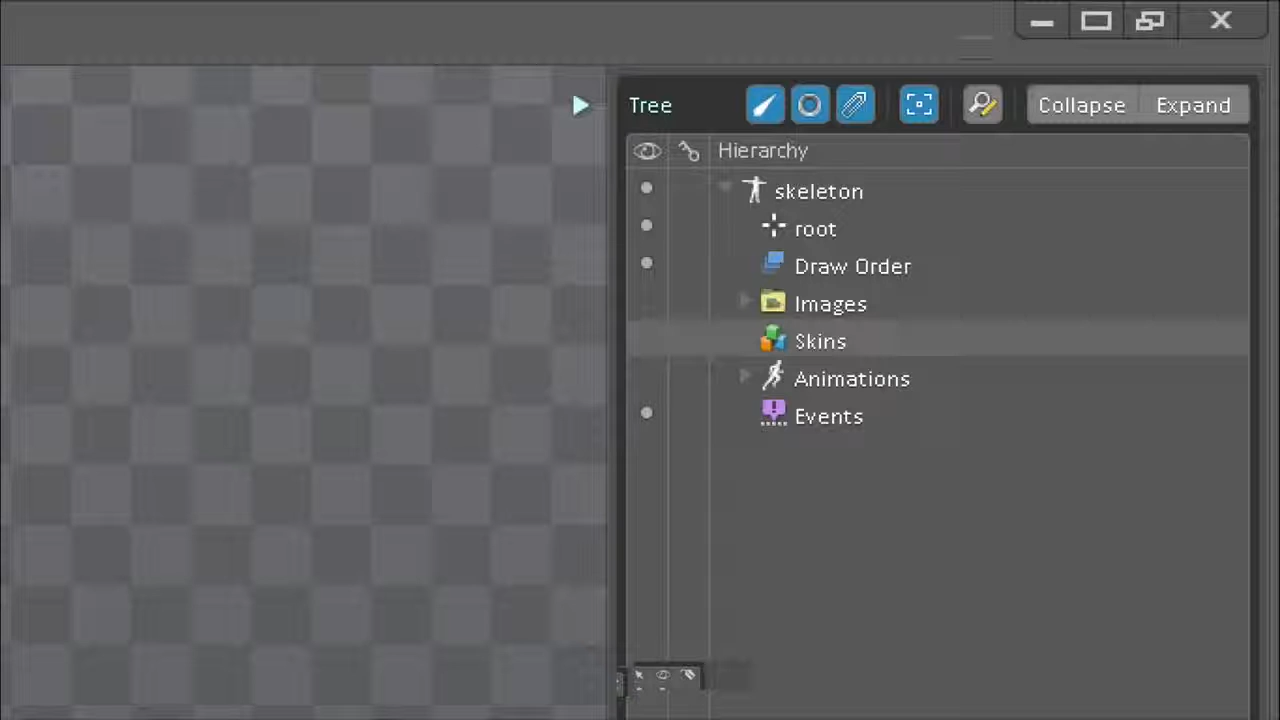 Tree Collapse Expand
Hierarchy
skeleton
root
Draw Order
Images
Skins
Animations
Events